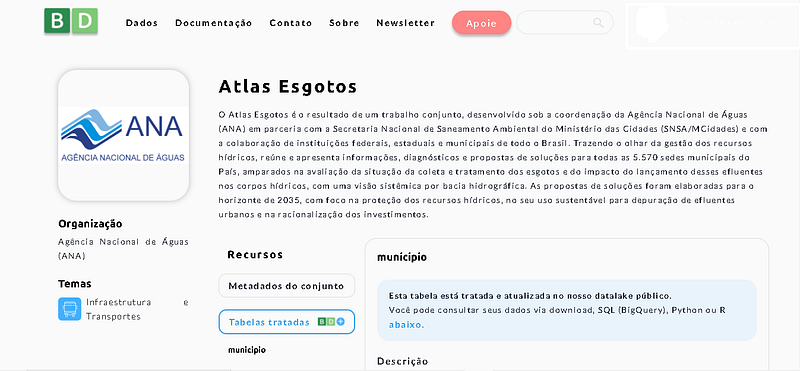 BD
Dados Documentação Contato Sobre Newsletter Apoie
ANA
AGÊNCIA NACIONAL DE ÁGUAS
Organização
Agência Nacional de Águas
(ANA)
Temas
Infraestrutura e
Transportes
Atlas Esgotos
O Atlas Esgotos é o resultado de um trabalho conjunto, desenvolvido sob a coordenação da Agência Nacional de Águas
(ANA) em parceria com a Secretaria Nacional de Saneamento Ambiental do Ministério das Cidades (SNSA/MCidades) e com
a colaboração de instituições federais, estaduais e municipais de todo o Brasil. Trazendo o olhar da gestão dos recursos
hídricos, reúne e apresenta informações, diagnósticos e propostas de soluções para todas as 5.570 sedes municipais do
País, amparados na avaliação da situação da coleta e tratamento dos esgotos e do impacto do lançamento desses efluentes
nos corpos hídricos, com uma visão sistêmica por bacia hidrográfica. As propostas de soluções foram elaboradas para o
horizonte de 2035, com foco na proteção dos recursos hídricos, no seu uso sustentável para depuração de efluentes
urbanos e na racionalização dos investimentos.
Recursos
Metadados do conjunto
Tabelas tratadas BD+
municipio
municipio
Esta tabela está tratada e atualizada no nosso datalake público.
Você pode consultar seus dados via download, SQL (BigQuery), Python ou R
abaixo.
Descrição